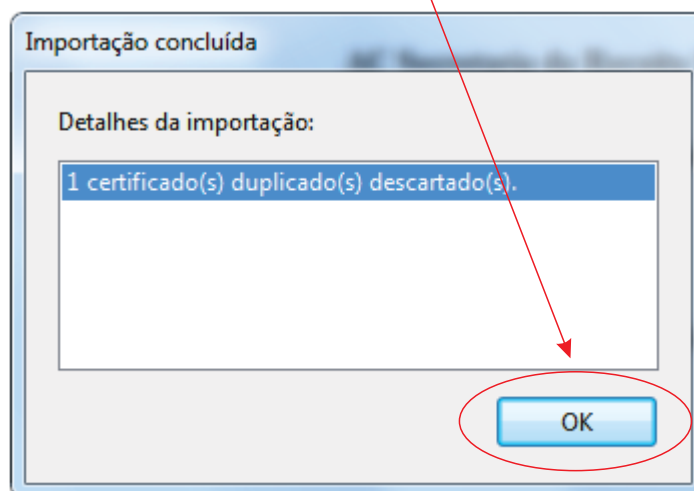 Importação concluída
Detalhes da importação:
1 certificado(s) duplicado(s) descartado(s).
OK